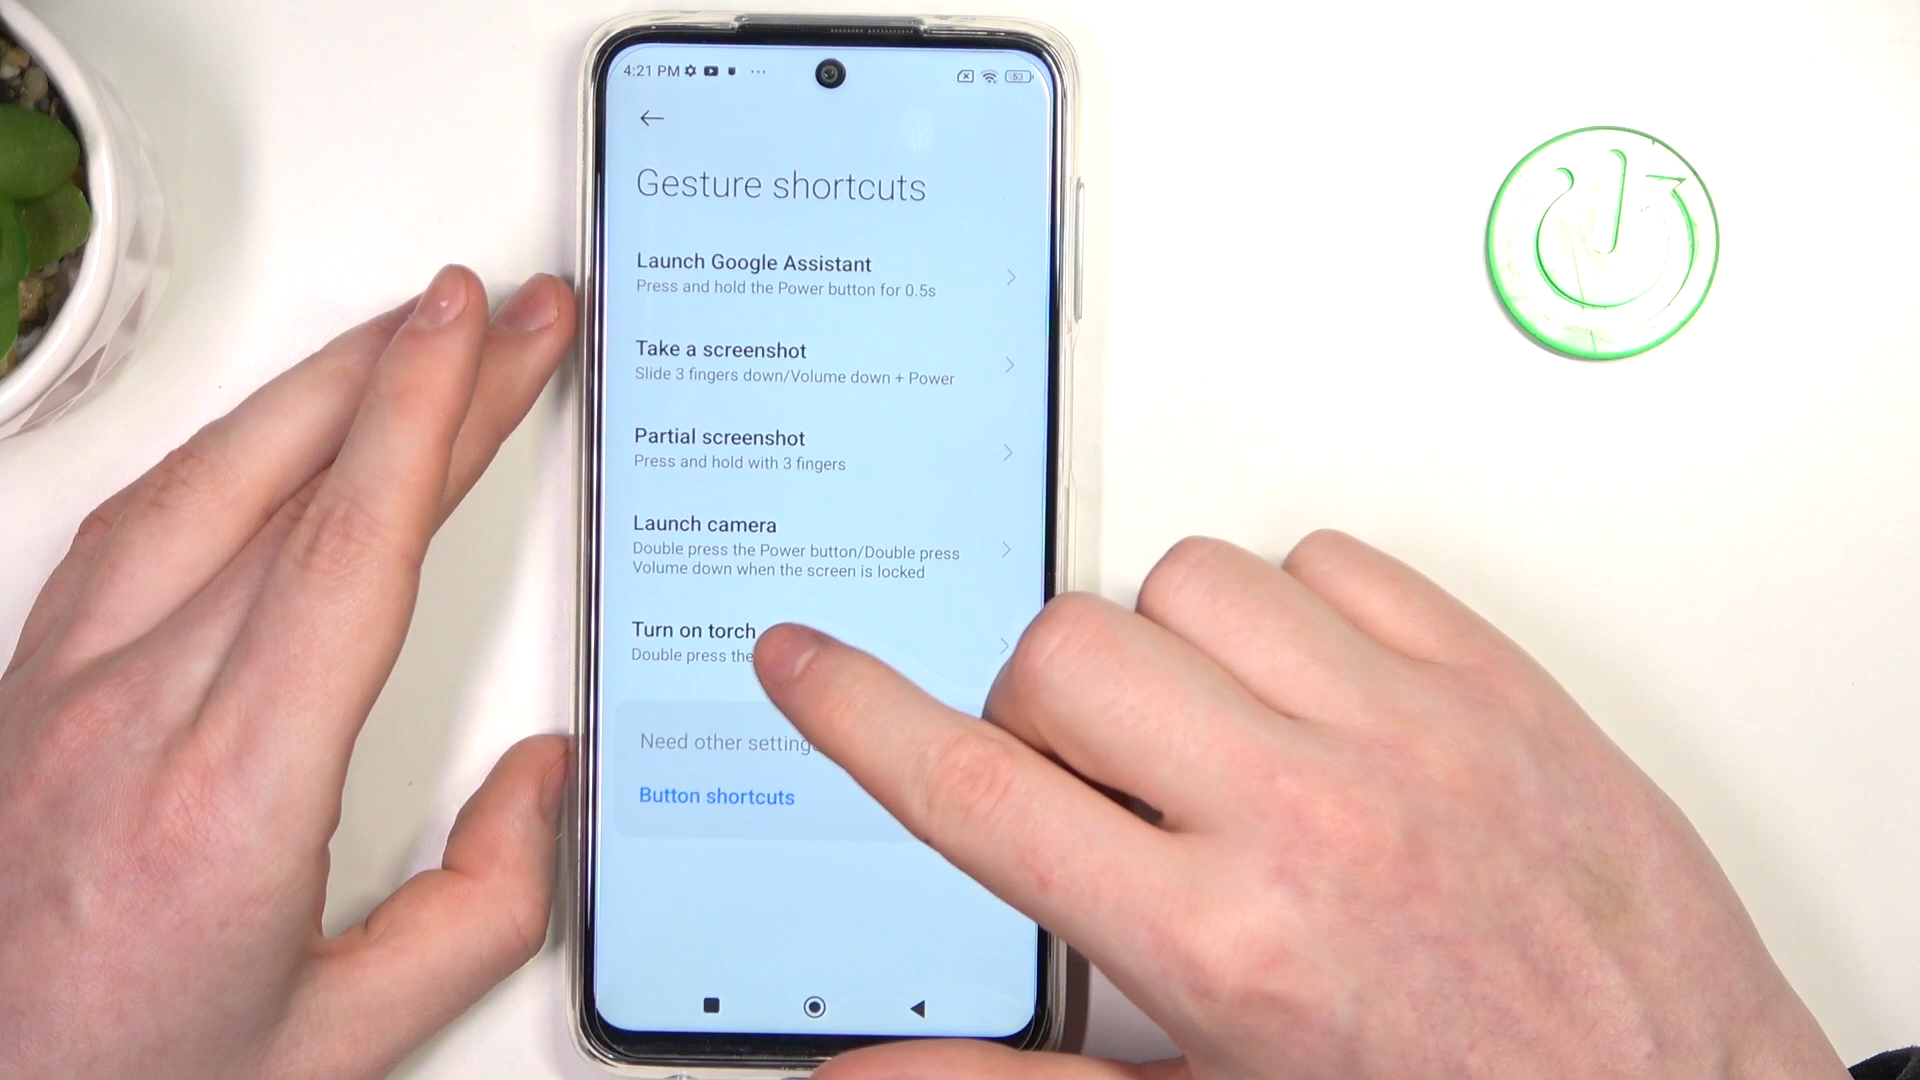 4:21 PM
53
Gesture shortcuts
Launch Google Assistant
Press and hold the Power button for 0.5s
Take a screenshot
Slide 3 fingers down/Volume down + Power
Partial screenshot
Press and hold with 3 fingers
Launch camera
Double press the Power button/Double press
Volume down when the screen is locked
Turn on torch
Double press the
Need other
Button shortcuts